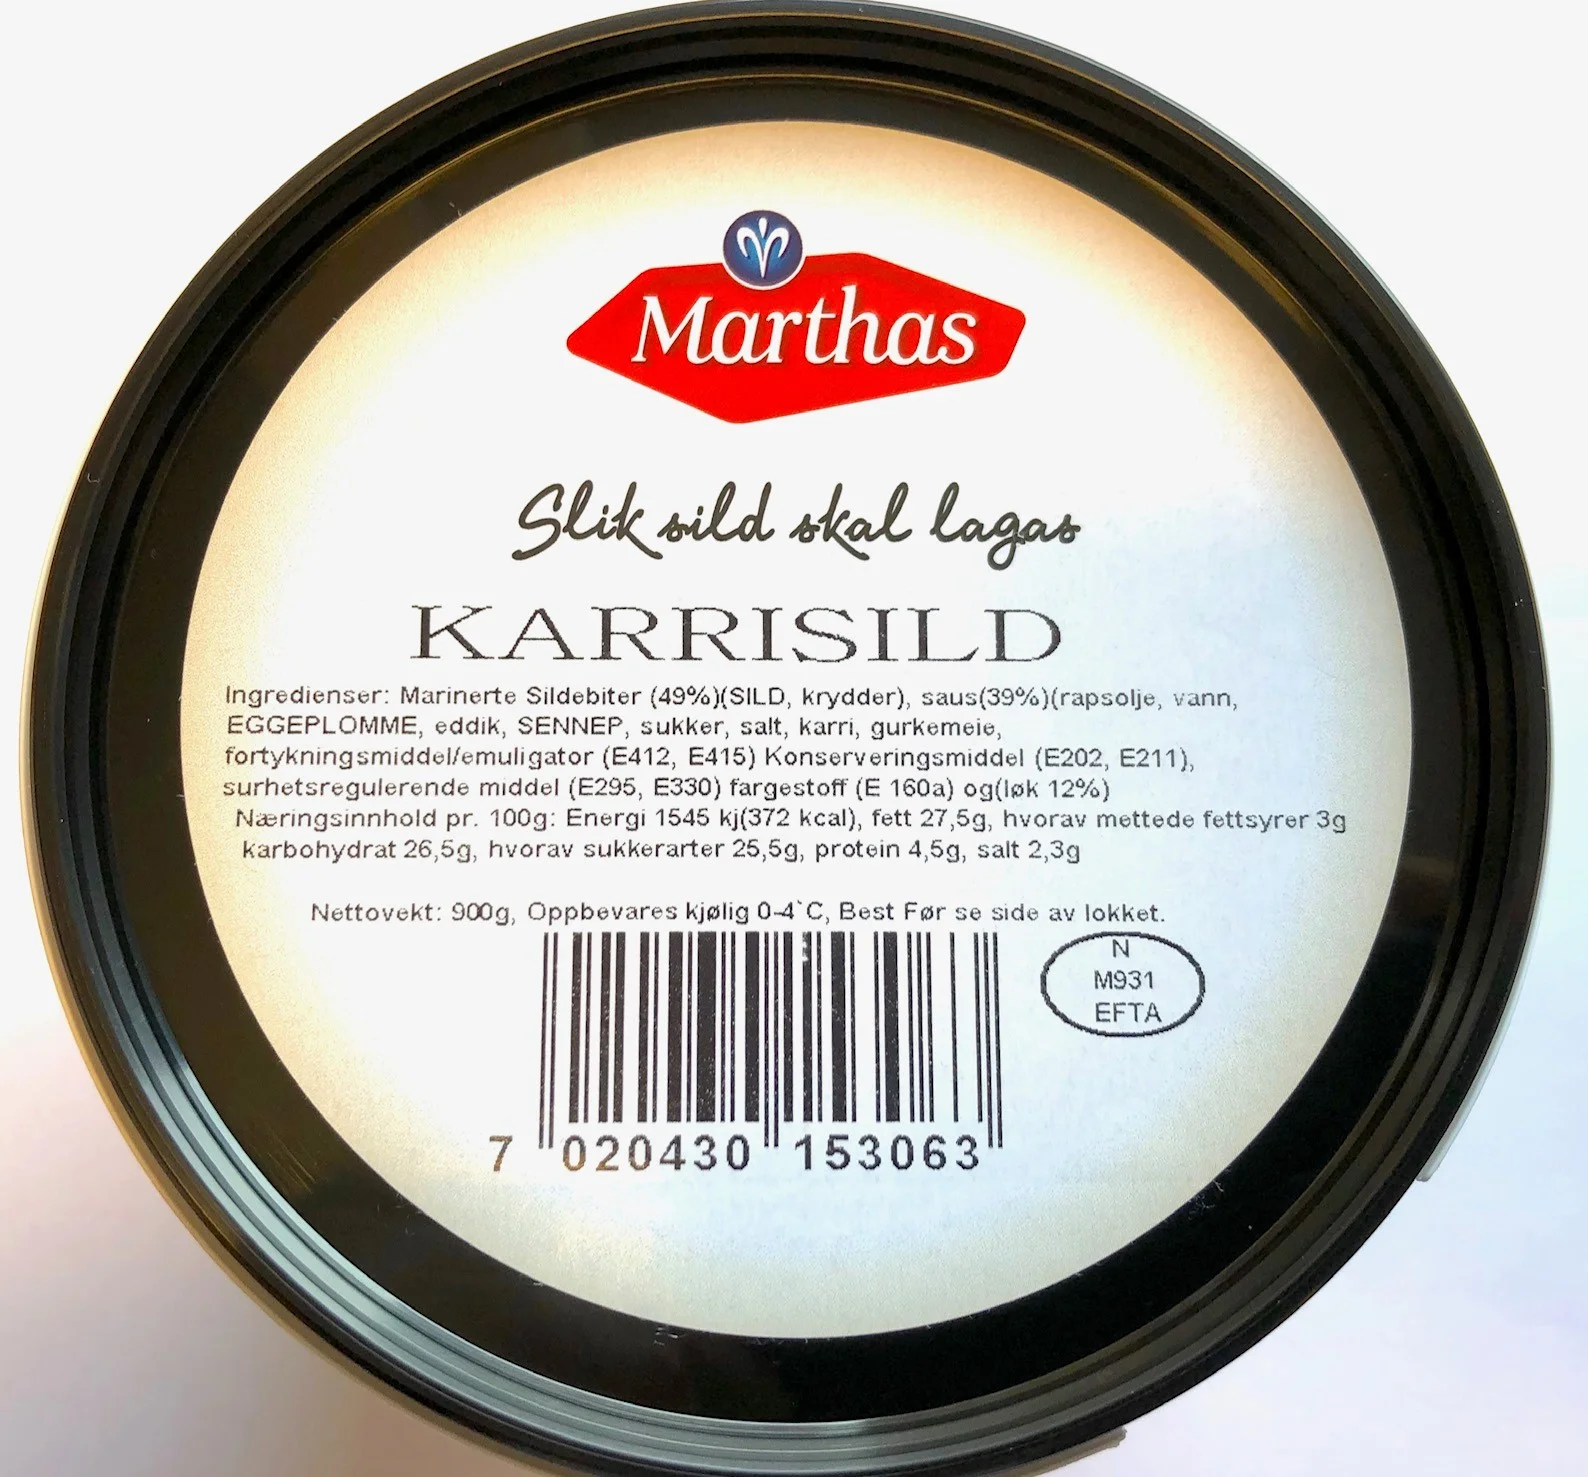 Marthas
Slik sild skal lagas
KARRISILD
Ingredienser: Marinerte Sildebiter (49%)(SILD, krydder), saus(39%)(rapsolje, vann,
EGGEPLOMME, eddik, SENNEP, sukker, salt, karri, gurkemeie,
fortykningsmiddel/emuligator (E412, E415) Konserveringsmiddel (E202, E211),
surhetsregulerende middel (E295, E330) fargestoff (E 160a) og(løk 12%)
Næringsinnhold pr. 100g: Energi 1545 kj(372 kcal), fett 27,5g, hvorav mettede fettsyrer 3g
karbohydrat 26,5g, hvorav sukkerarter 25,5g, protein 4,5g, salt 2,3g
Nettovekt: 900g, Oppbevares kjølig 0-4`C, Best Før se side av lokket.
N
M931
EFTA
7 020430 153063